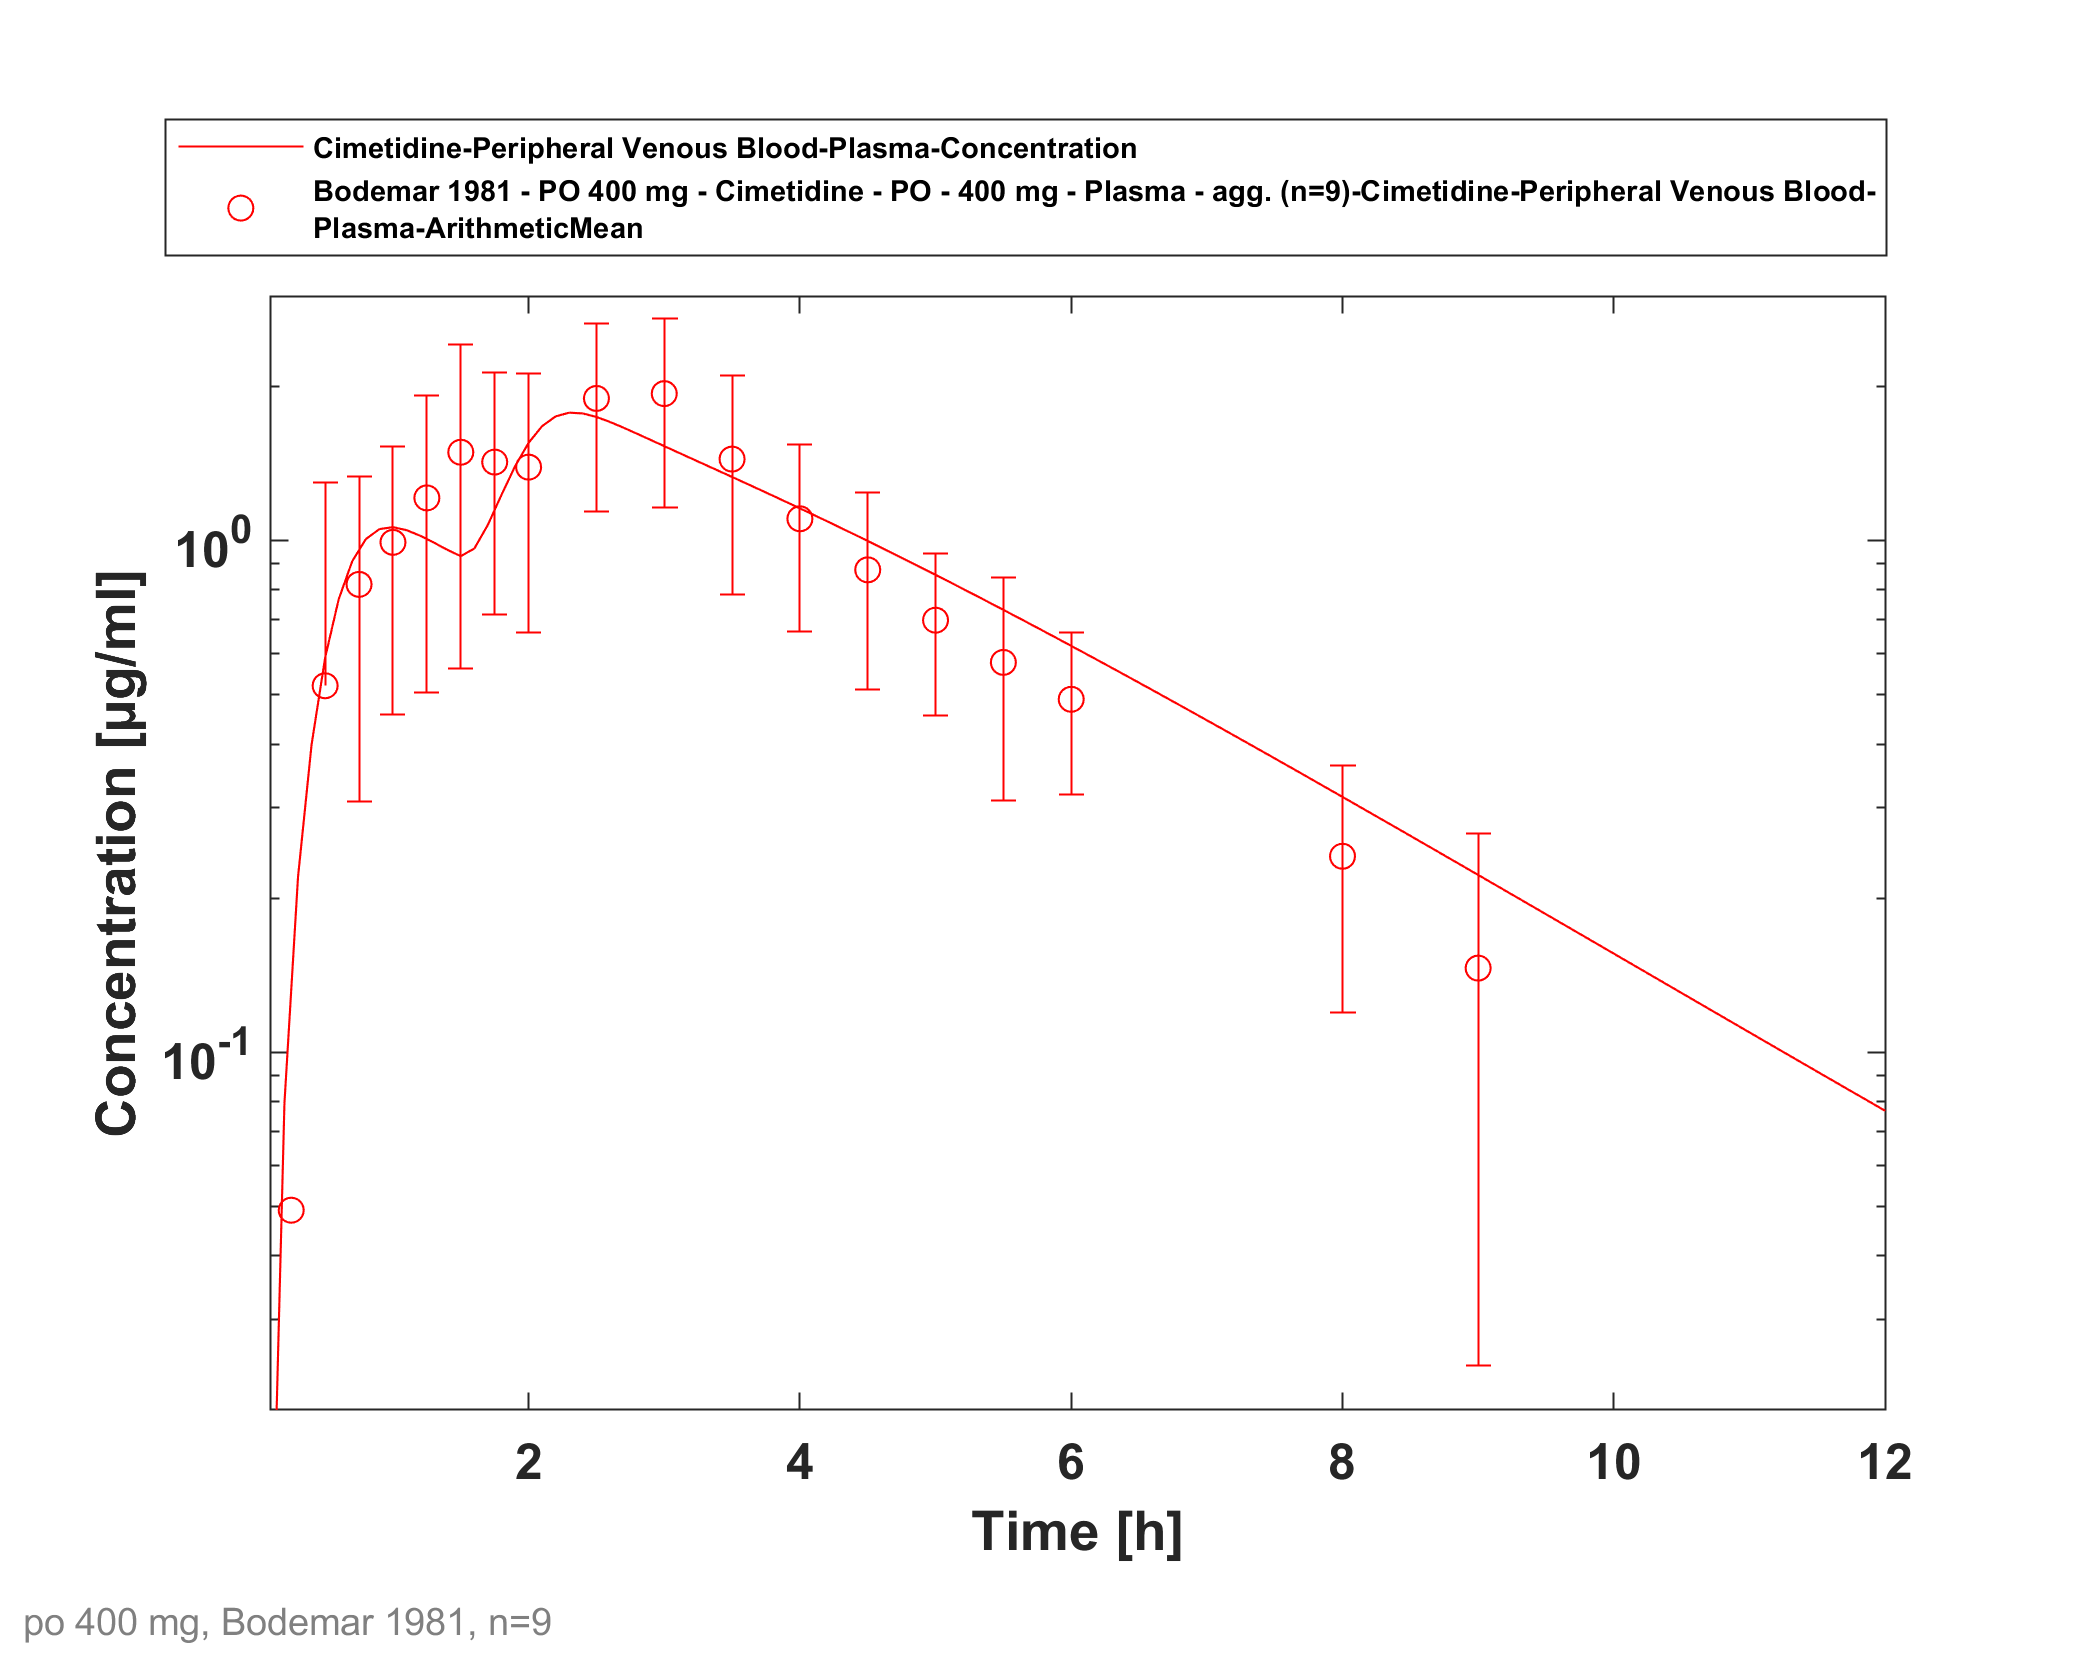 Cimetidine-Peripheral Venous Blood-Plasma-Concentration
Bodemar 1981 - PO 400 mg - Cimetidine - PO - 400 mg - Plasma - agg. (n=9)-Cimetidine-Peripheral Venous Blood-
Plasma-ArithmeticMean
10^0
10^-1
Concentration [µg/ml]
2 4 6 8 10 12
Time [h]
po 400 mg, Bodemar 1981, n=9